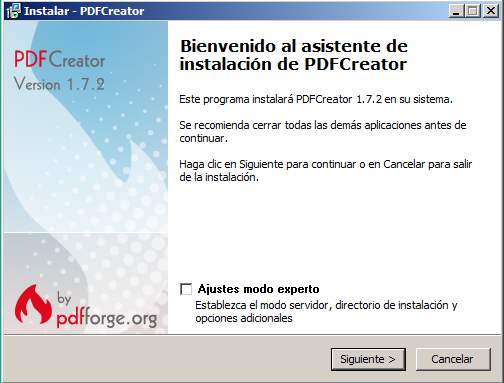 Instalar - PDFCreator
PDFCreator
Version 1.7.2
Bienvenido al asistente de
instalación de PDFCreator
Este programa instalará PDFCreator 1.7.2 en su sistema.
Se recomienda cerrar todas las demás aplicaciones antes de
continuar.
Haga clic en Siguiente para continuar o en Cancelar para salir
de la instalación.
Ajustes modo experto
Establezca el modo servidor, directorio de instalación y
opciones adicionales
by
pdfforge.org
Siguiente >
Cancelar